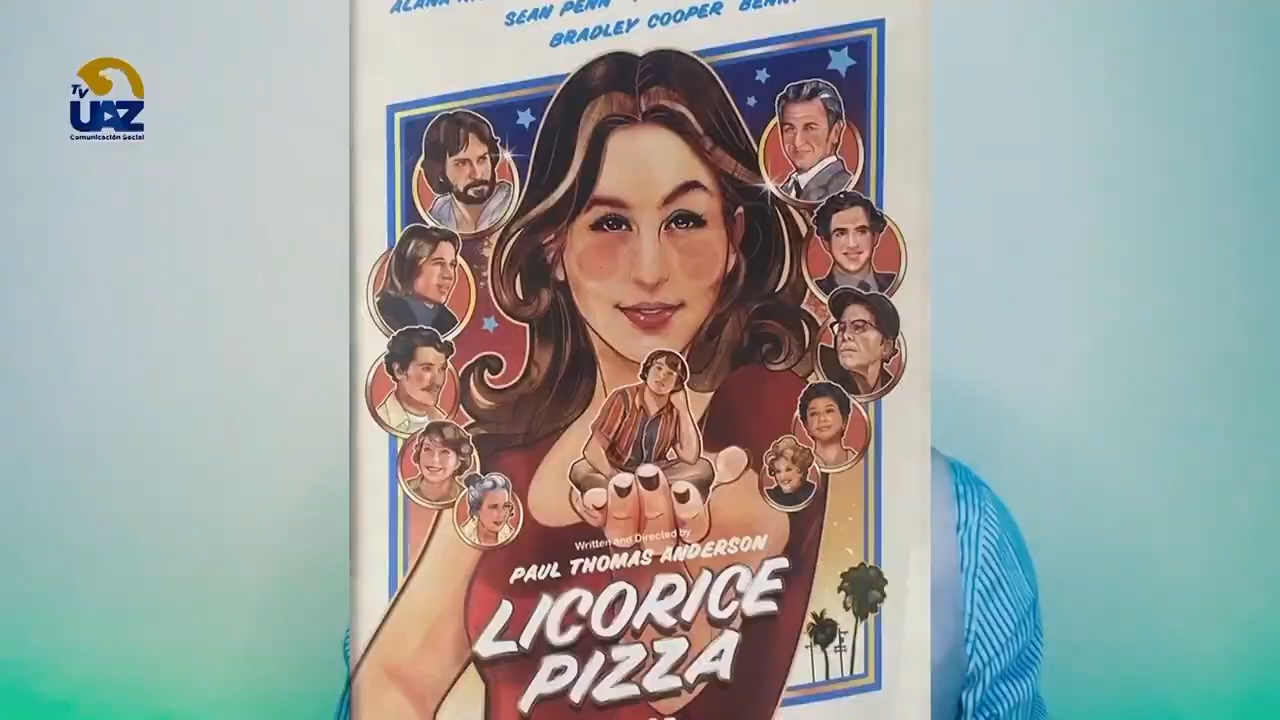 SEAN PENN
BRADLEY COOPER
TV
UAZ
Comunicación Social
Written and Directed by
PAUL THOMAS ANDERSON
LICORICE
PIZZA